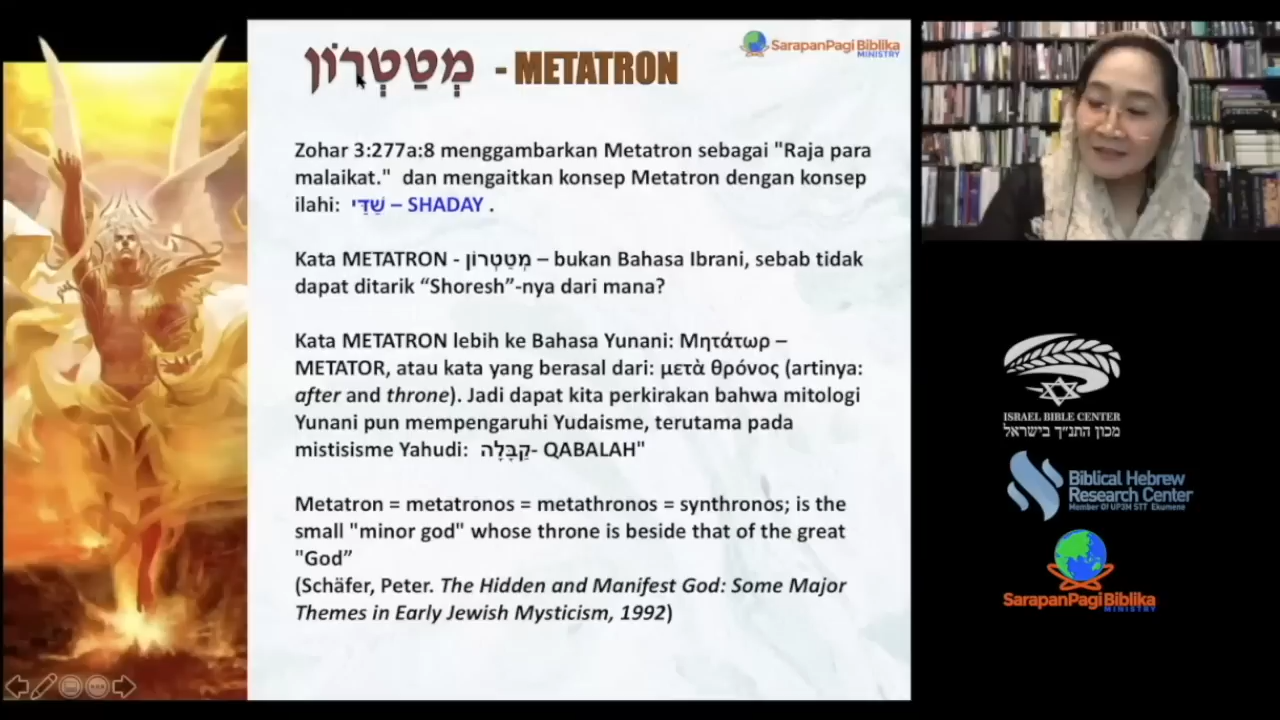 מְטַטְרוֹן - METATRON
SarapanPagi Biblika
MINISTRY
Zohar 3:277a:8 menggambarkan Metatron sebagai "Raja para
malaikat." dan mengaitkan konsep Metatron dengan konsep
ilahi: שַׁדַּי – SHADAY .
Kata METATRON - מְטַטְרוֹן – bukan Bahasa Ibrani, sebab tidak
dapat ditarik “Shoresh”-nya dari mana?
Kata METATRON lebih ke Bahasa Yunani: Μητάτωρ –
METATOR, atau kata yang berasal dari: μετὰ θρόνος (artinya:
after and throne). Jadi dapat kita perkirakan bahwa mitologi
Yunani pun mempengaruhi Yudaisme, terutama pada
mistisisme Yahudi: קַבָּלָה- QABALAH"
Metatron = metatronos = metathronos = synthronos; is the
small "minor god" whose throne is beside that of the great
"God”
(Schäfer, Peter. The Hidden and Manifest God: Some Major
Themes in Early Jewish Mysticism, 1992)
ISRAEL BIBLE CENTER
מכון התנ״ך בישראל
Biblical Hebrew
Research Center
Member Of UP3M STT Ekumene
SarapanPagi Biblika
MINISTRY